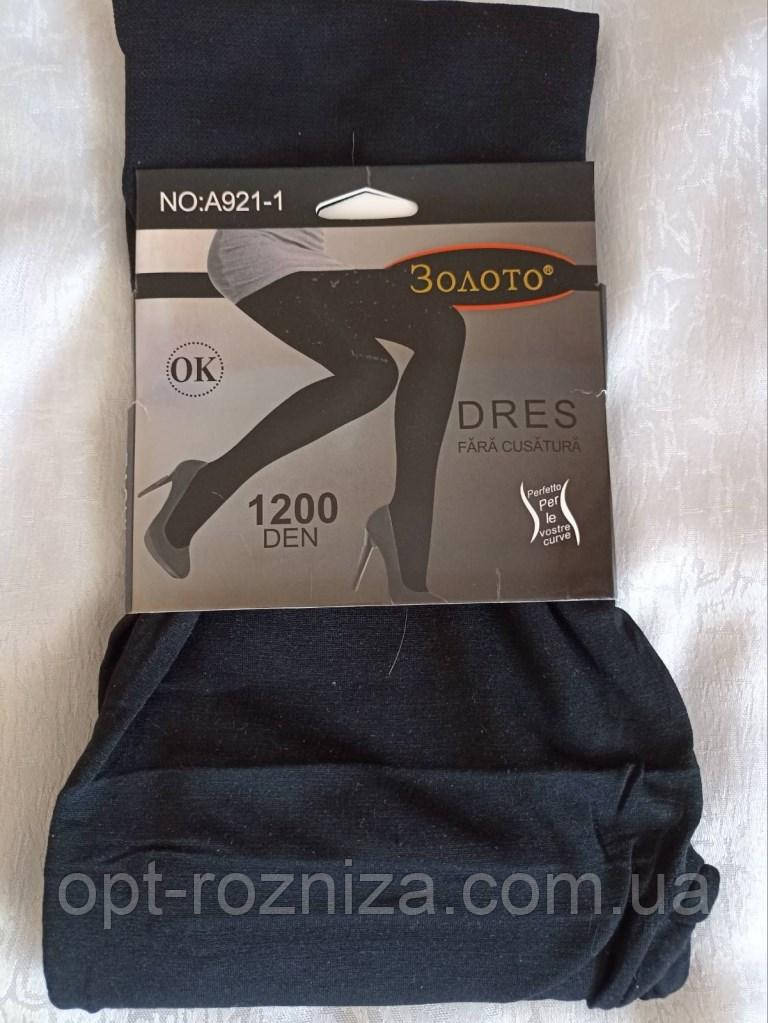 NO:A921-1
Золото®
OK
DRES
FĂRĂ CUSĂTURĂ
1200
DEN
Perfetto
Per
le
vostre
curve
opt-rozniza.com.ua